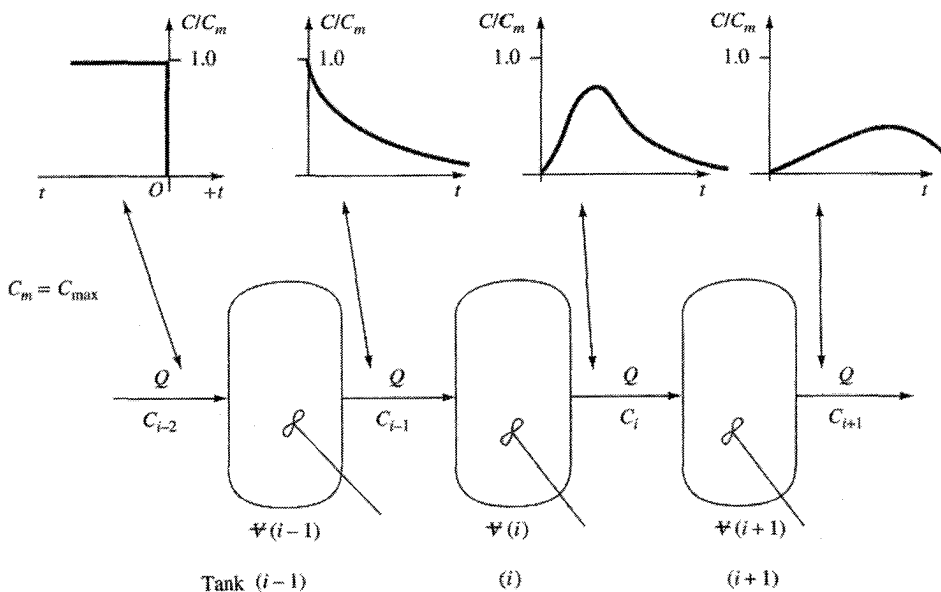 C/C_m
1.0
t
O
+t
C/C_m
1.0
t
C/C_m
1.0
t
C/C_m
1.0
t
C_m = C_max
Q
C_{i–2}
Q
C_{i–1}
Q
C_i
Q
C_{i+1}
V̶ (i – 1)
V̶ (i)
V̶ (i + 1)
Tank (i – 1)
(i)
(i + 1)